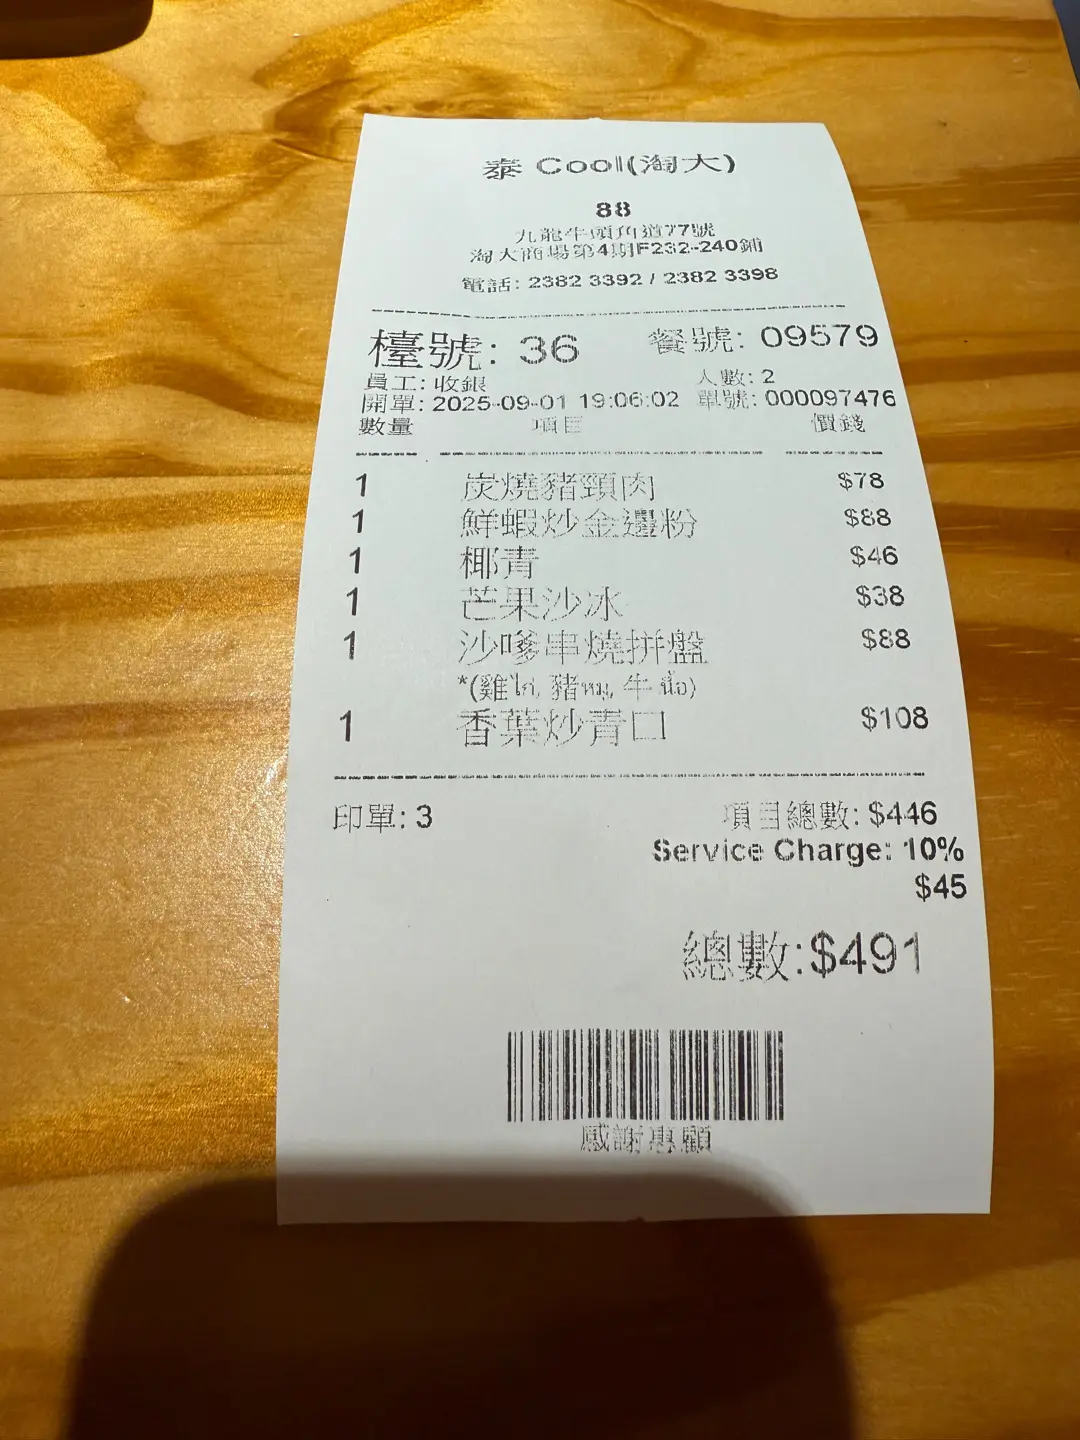 泰 Cool(淘大)
88
九龍牛頭角道77號
淘大商場第4期F232-240鋪
電話: 2382 3392 / 2382 3398
檯號: 36 餐號: 09579
員工: 收銀 人數: 2
開單: 2025-09-01 19:06:02 單號: 000097476
數量 項目 價錢
1 炭燒豬頸肉 $78
1 鮮蝦炒金邊粉 $88
1 椰青 $46
1 芒果沙冰 $38
1 沙嗲串燒拼盤 $88
*(雞ไก่, 豬หมู, 牛 เนื้อ)
1 香葉炒青口 $108
印單: 3 項目總數: $446
Service Charge: 10%
$45
總數:$491
感謝惠顧